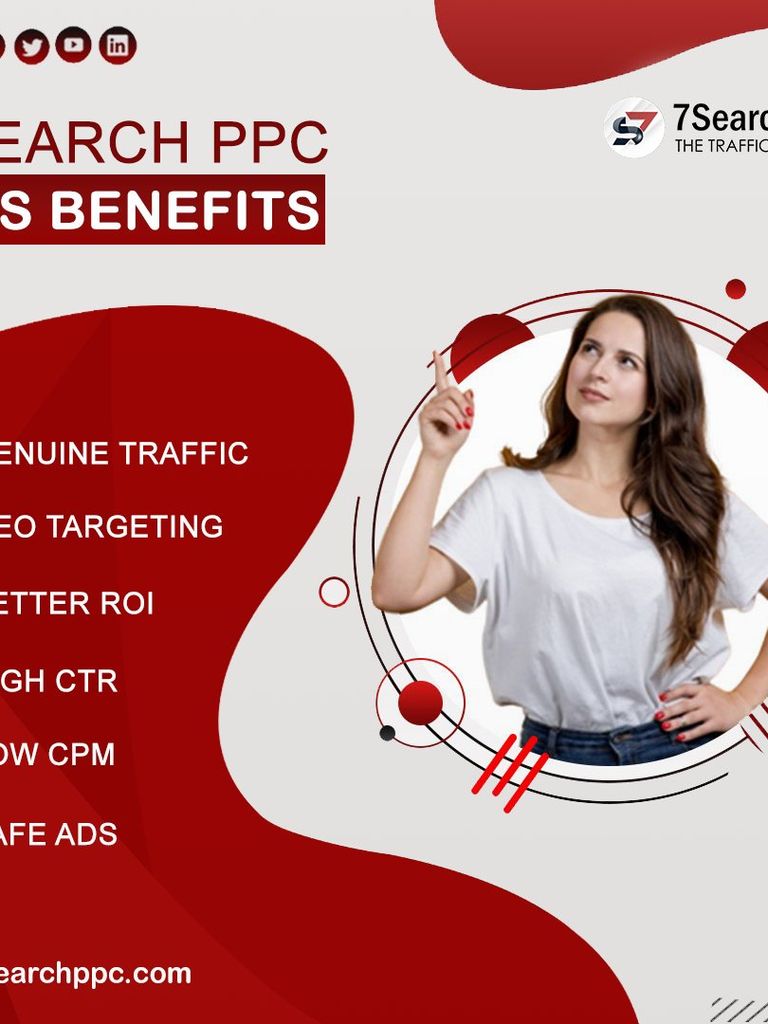 EARCH PPC
S BENEFITS
7Searc
THE TRAFFIC
ENUINE TRAFFIC
EO TARGETING
ETTER ROI
GH CTR
OW CPM
AFE ADS
earchppc.com